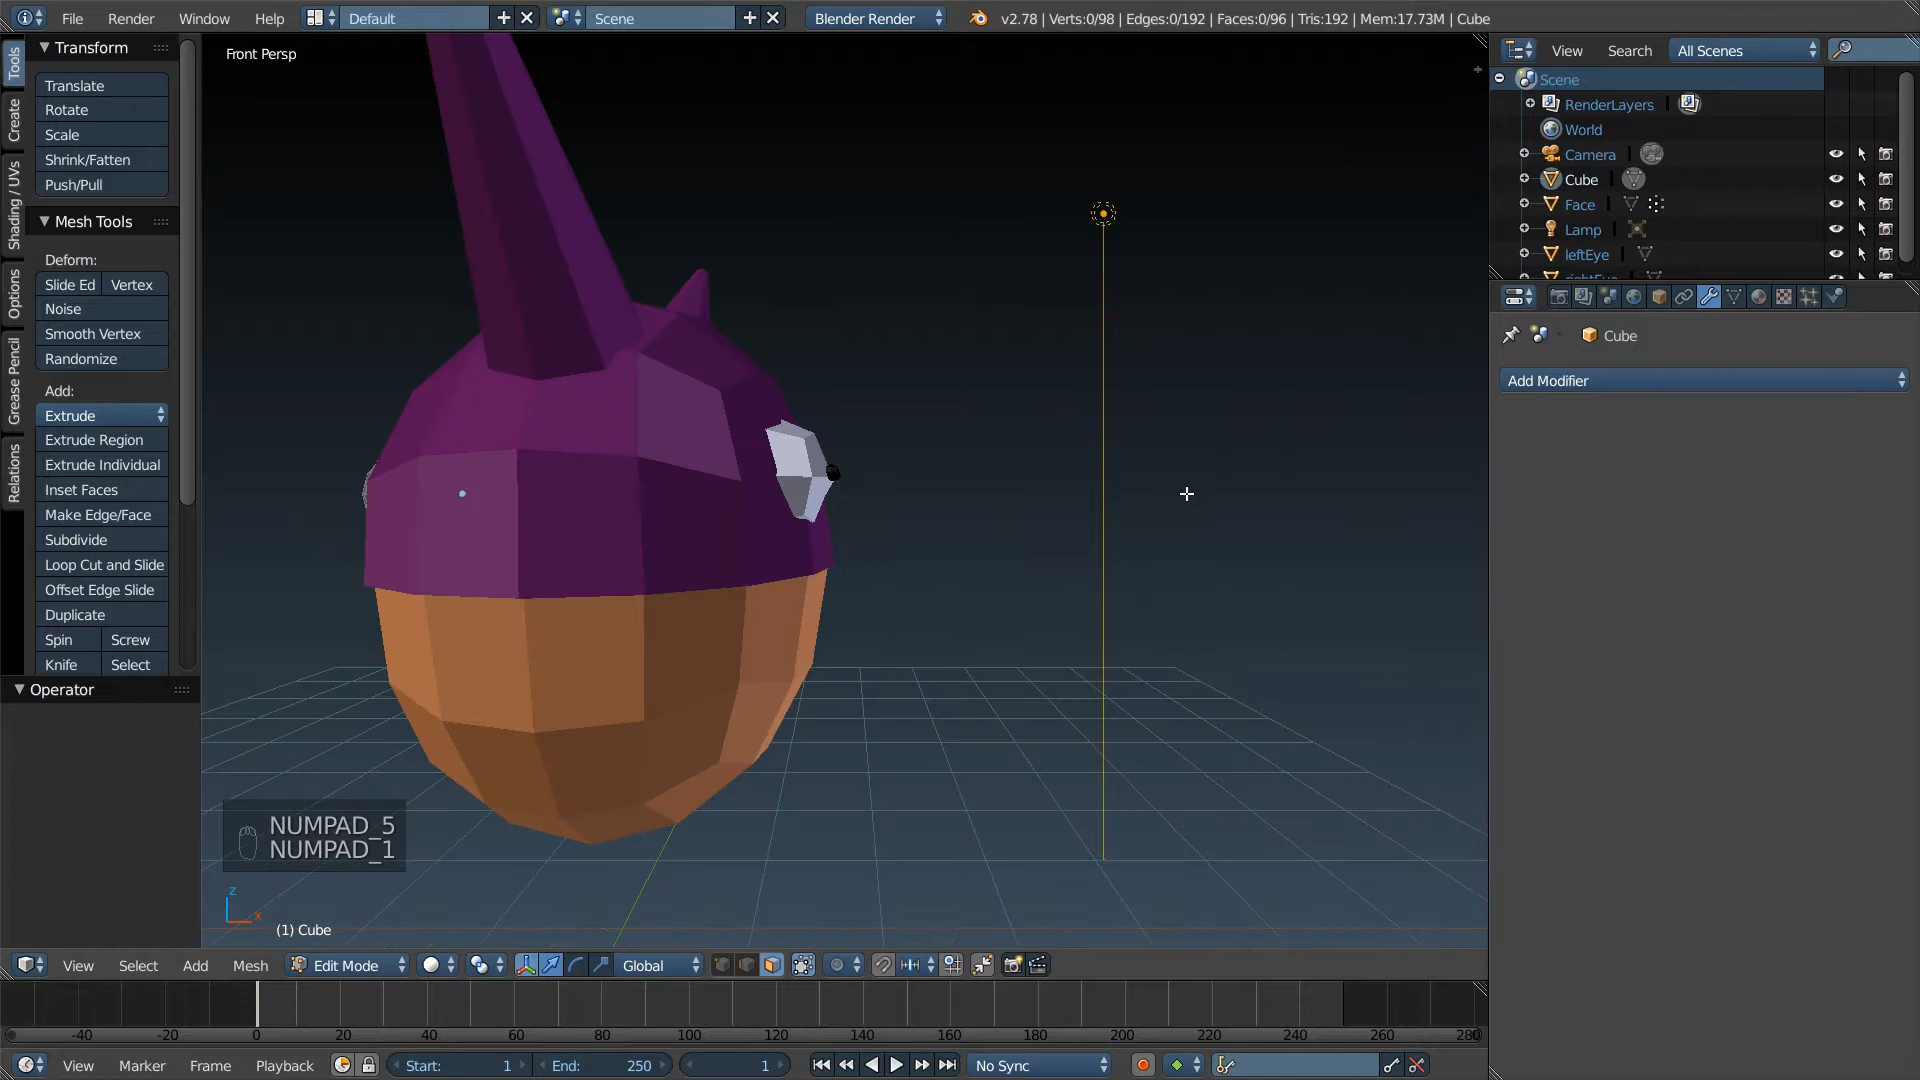 File Render Window Help Default Scene Blender Render v2.78 | Verts:0/98 | Edges:0/192 | Faces:0/96 | Tris:192 | Mem:17.73M | Cube
Tools
Create
Shading / UVs
Options
Grease Pencil
Relations
Transform
Translate
Rotate
Scale
Shrink/Fatten
Push/Pull
Mesh Tools
Deform:
Slide Ed Vertex
Noise
Smooth Vertex
Randomize
Add:
Extrude
Extrude Region
Extrude Individual
Inset Faces
Make Edge/Face
Subdivide
Loop Cut and Slide
Offset Edge Slide
Duplicate
Spin Screw
Knife Select
Operator
Front Persp
NUMPAD_5
NUMPAD_1
z
x
(1) Cube
View Search All Scenes
Scene
RenderLayers
World
Camera
Cube
Face
Lamp
leftEye
rightEye
Cube
Add Modifier
View Select Add Mesh Edit Mode Global
-40 -20 0 20 40 60 80 100 120 140 160 180 200 220 240 260 280
View Marker Frame Playback Start: 1 End: 250 1 No Sync